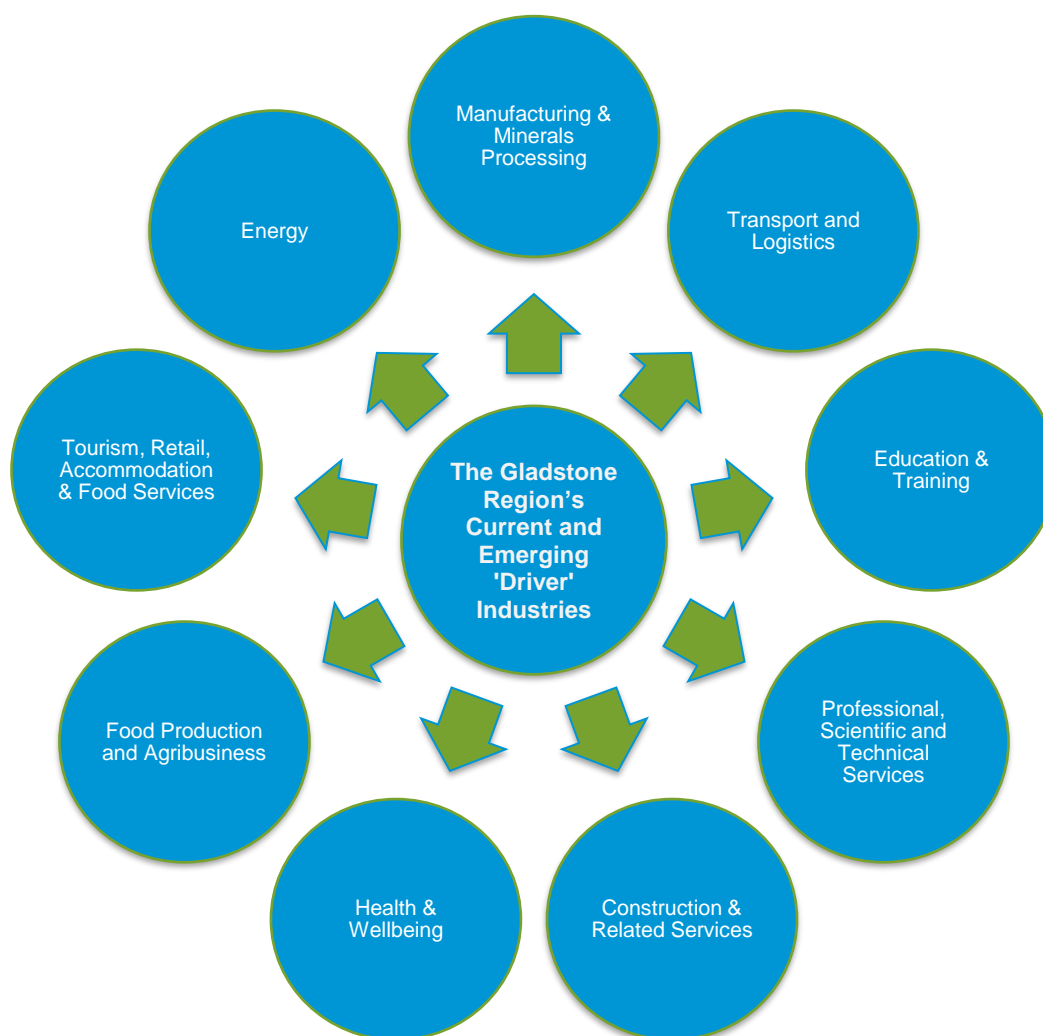 Manufacturing &
Minerals
Processing
Transport and
Logistics
Education &
Training
Professional,
Scientific and
Technical
Services
Construction &
Related Services
Health &
Wellbeing
Food Production
and Agribusiness
Tourism, Retail,
Accommodation
& Food Services
Energy
The Gladstone
Region’s
Current and
Emerging
'Driver'
Industries